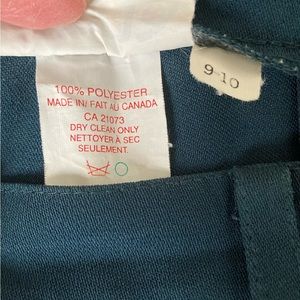 100% POLYESTER
MADE IN/ FAIT AU CANADA
CA 21073
DRY CLEAN ONLY
NETTOYER À SEC
SEULEMENT.
9-10